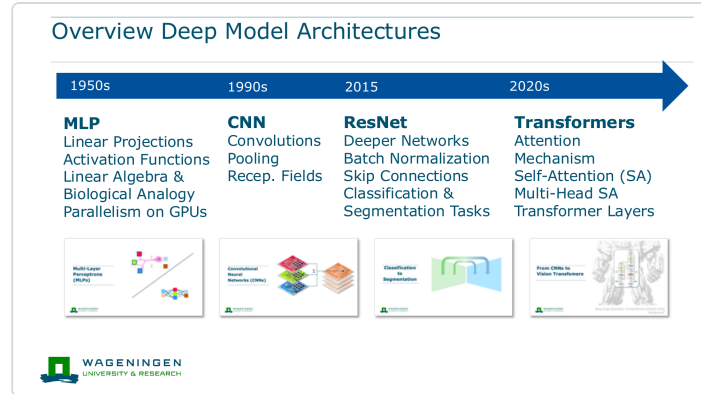 Overview Deep Model Architectures
1950s
1990s
2015
2020s
MLP
Linear Projections
Activation Functions
Linear Algebra &
Biological Analogy
Parallelism on GPUs
CNN
Convolutions
Pooling
Recep. Fields
ResNet
Deeper Networks
Batch Normalization
Skip Connections
Classification &
Segmentation Tasks
Transformers
Attention
Mechanism
Self-Attention (SA)
Multi-Head SA
Transformer Layers
Multi-Layer
Perceptrons
(MLPs)
Convolutional
Neural
Networks (CNNs)
Classification
to
Segmentation
From CNNs to
Vision Transfomers
WAGENINGEN
UNIVERSITY & RESEARCH